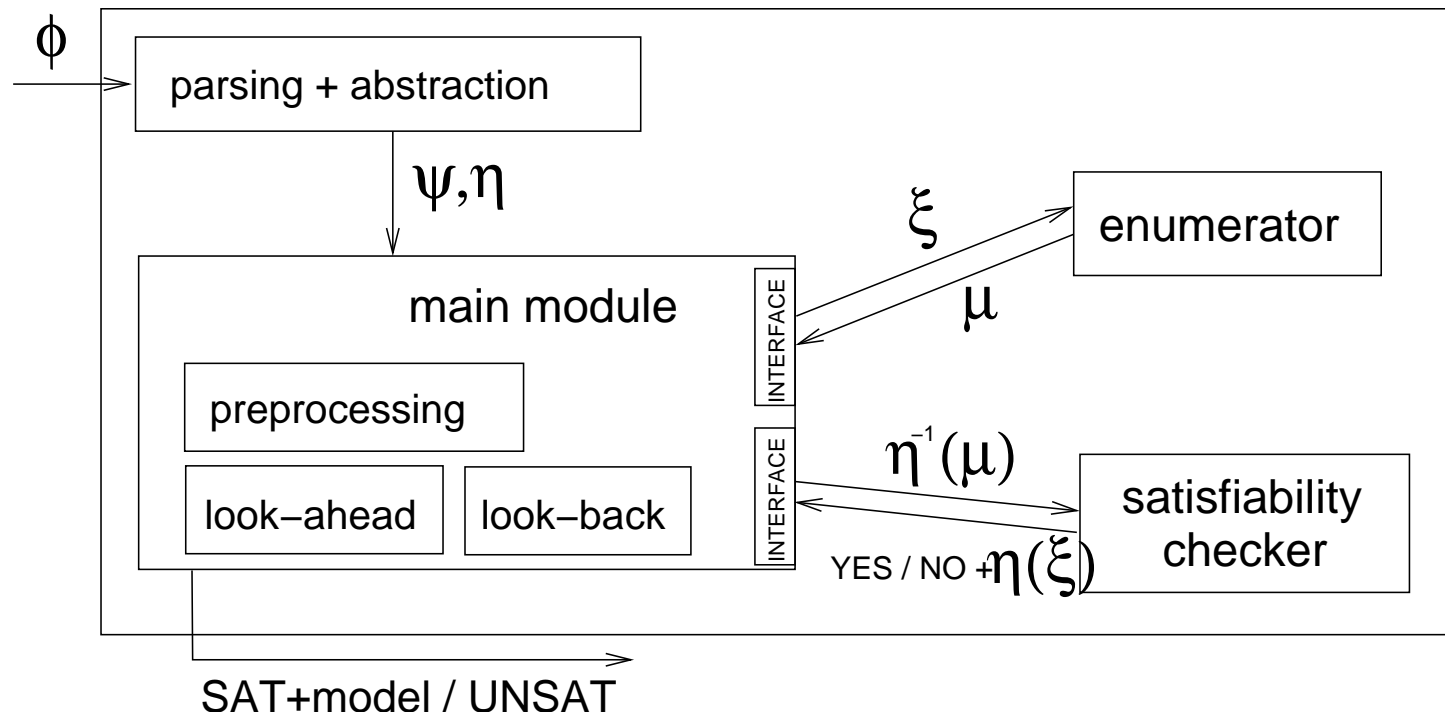 ϕ
parsing + abstraction
ψ,η
ξ
enumerator
μ
main module
INTERFACE
preprocessing
look−ahead
look−back
INTERFACE
η⁻¹(μ)
satisfiability
checker
YES / NO +η(ξ)
SAT+model / UNSAT